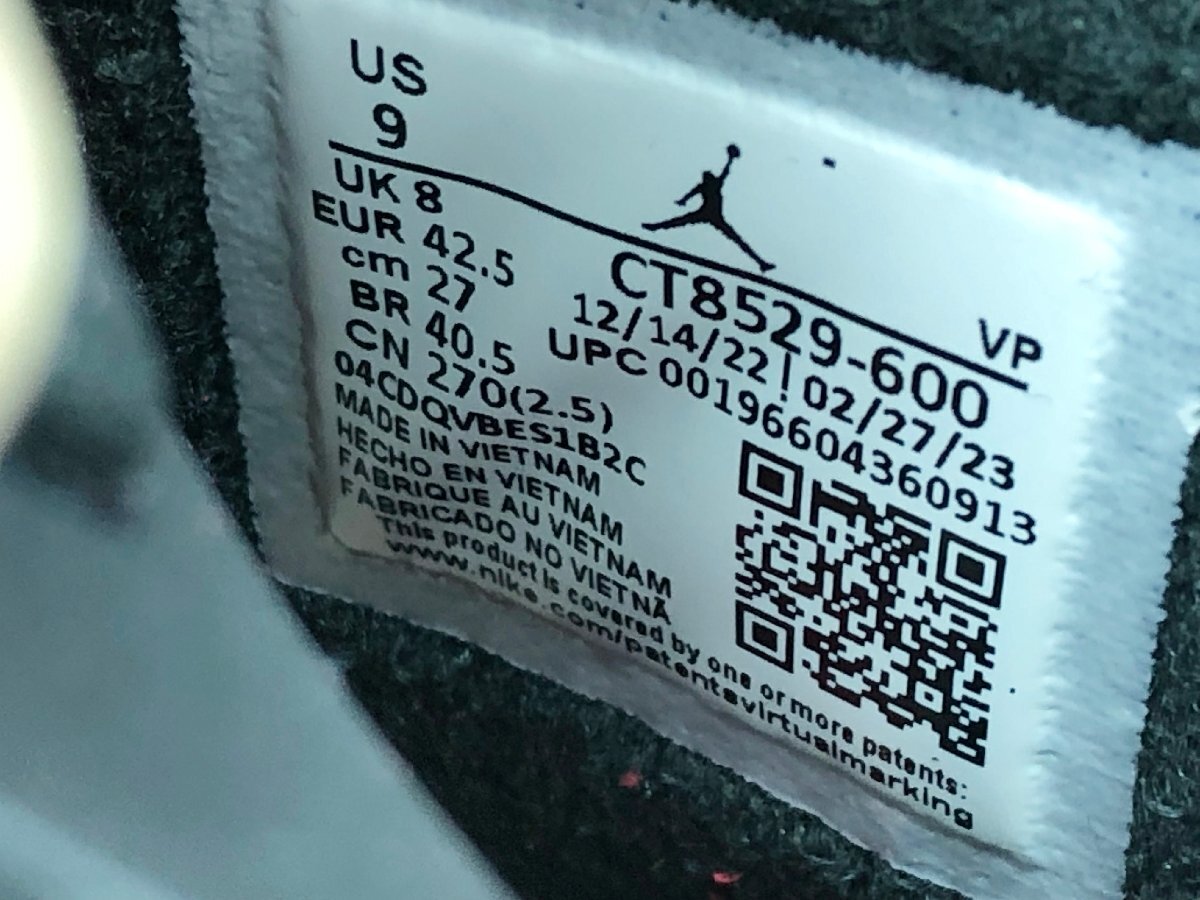 US
9
UK 8
EUR 42.5
cm 27
BR 40.5
CN 270(2.5)
04CDQVBES1B2C
MADE IN VIETNAM
HECHO EN VIETNAM
FABRIQUE AU VIETNAM
FABRICADO NO VIETNÃ
This product is covered by one or more patents:
www.nike.com/patentsvirtualmarking
VP
CT8529-600
12/14/22 | 02/27/23
UPC 00196604360913